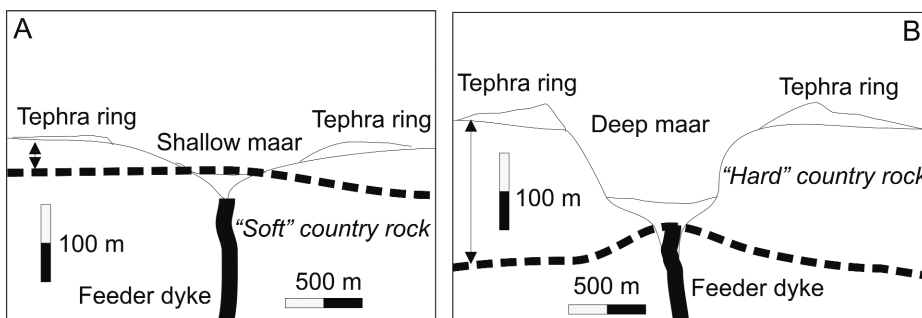 A
Tephra ring
Shallow maar
Tephra ring
“Soft” country rock
100 m
500 m
Feeder dyke
B
Tephra ring
Tephra ring
Deep maar
“Hard” country rock
100 m
500 m
Feeder dyke